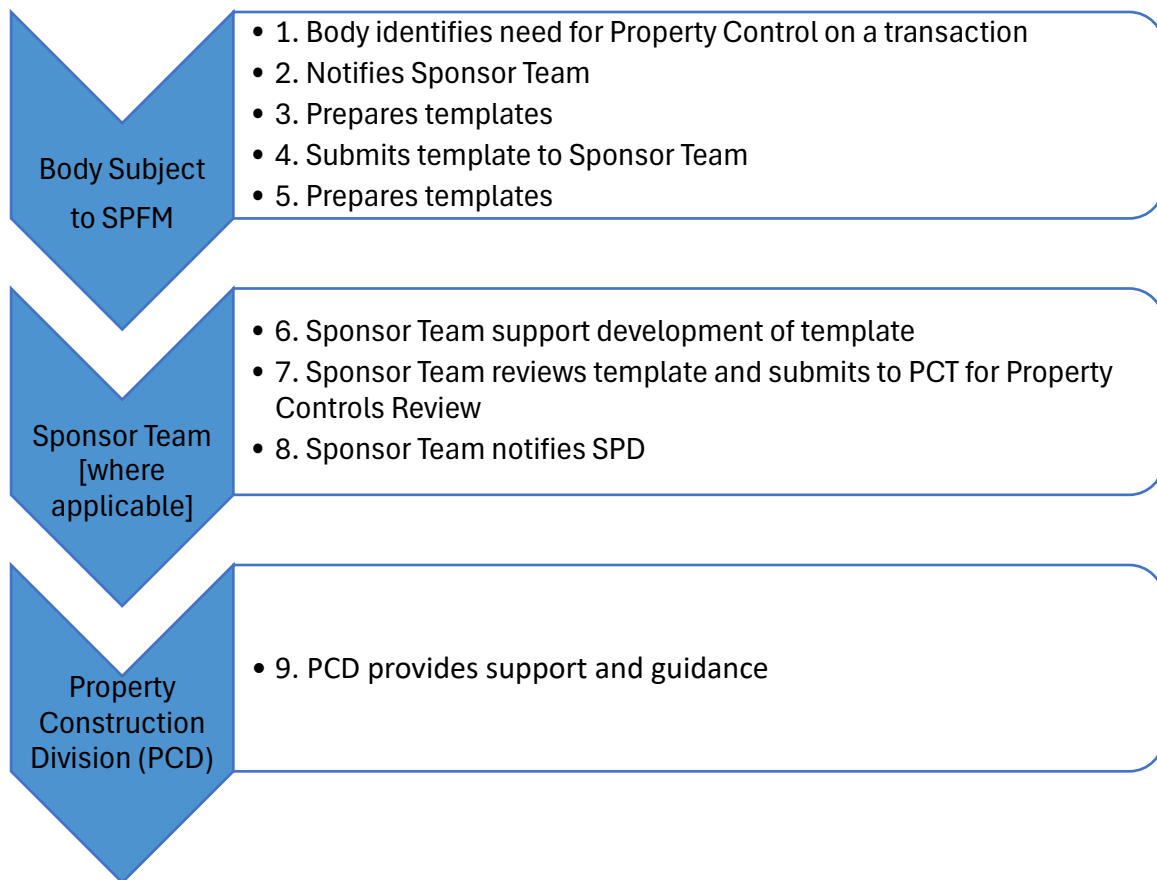 • 1. Body identifies need for Property Control on a transaction
• 2. Notifies Sponsor Team
• 3. Prepares templates
• 4. Submits template to Sponsor Team
• 5. Prepares templates
Body Subject
to SPFM
• 6. Sponsor Team support development of template
• 7. Sponsor Team reviews template and submits to PCT for Property
Controls Review
• 8. Sponsor Team notifies SPD
Sponsor Team
[where
applicable]
• 9. PCD provides support and guidance
Property
Construction
Division (PCD)